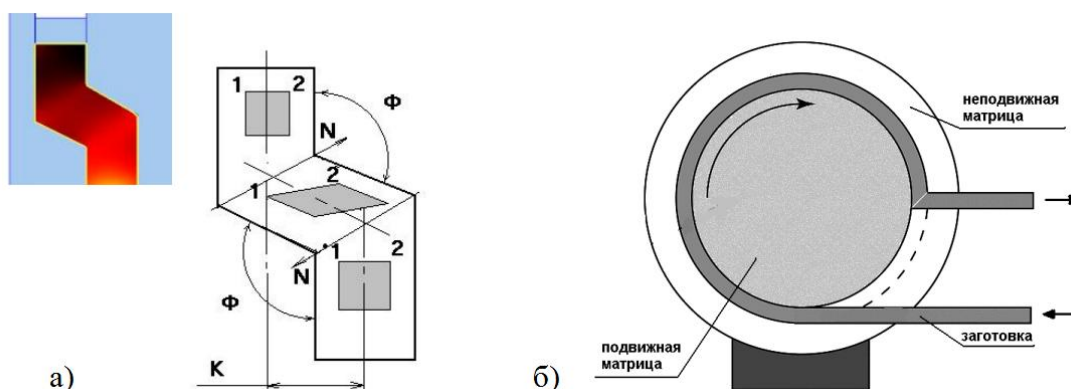 1 2
Ф
N
2
1
1 2
N
Ф
К
а)
неподвижная
матрица
подвижная
матрица
заготовка
б)